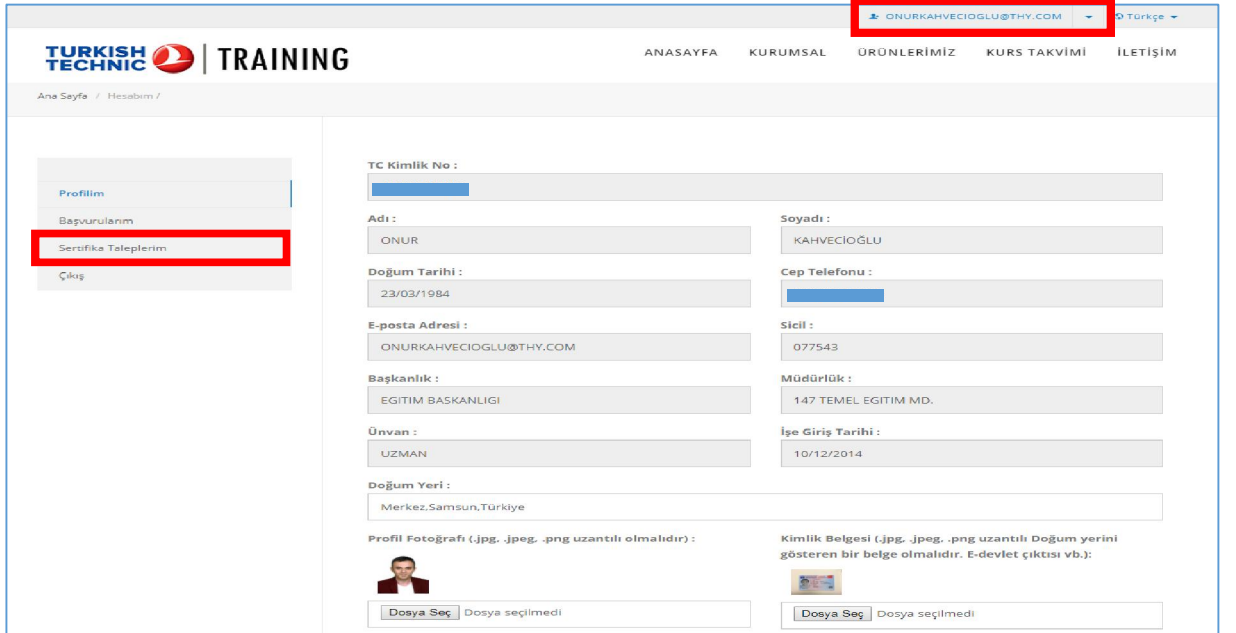 ONURKAHVECIOGLU@THY.COM Türkçe
TURKISH TECHNIC | TRAINING
ANASAYFA KURUMSAL ÜRÜNLERİMİZ KURS TAKVİMİ İLETİŞİM
Ana Sayfa / Hesabım /
Profilim
Başvurularım
Sertifika Taleplerim
Çıkış
TC Kimlik No :
Adı : Soyadı :
ONUR KAHVECİOĞLU
Doğum Tarihi : Cep Telefonu :
23/03/1984
E-posta Adresi : Sicil :
ONURKAHVECIOGLU@THY.COM 077543
Başkanlık : Müdürlük :
EGITIM BASKANLIGI 147 TEMEL EGITIM MD.
Ünvan : İşe Giriş Tarihi :
UZMAN 10/12/2014
Doğum Yeri :
Merkez,Samsun,Türkiye
Profil Fotoğrafı (.jpg, .jpeg, .png uzantılı olmalıdır) :
Kimlik Belgesi (.jpg, .jpeg, .png uzantılı Doğum yerini
gösteren bir belge olmalıdır. E-devlet çıktısı vb.):
Dosya Seç Dosya seçilmedi
Dosya Seç Dosya seçilmedi